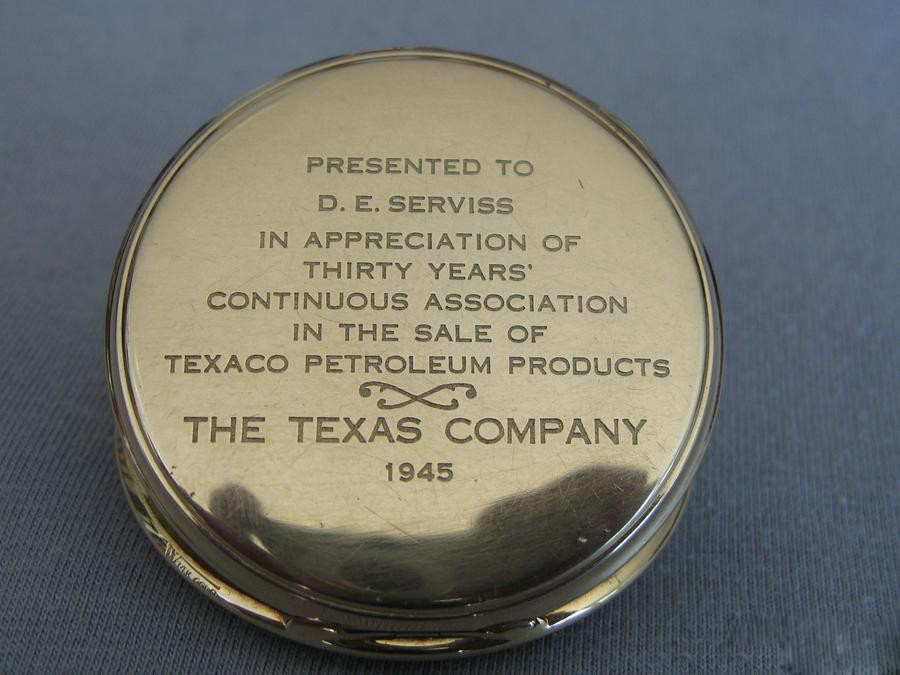 PRESENTED TO
D. E. SERVISS
IN APPRECIATION OF
THIRTY YEARS'
CONTINUOUS ASSOCIATION
IN THE SALE OF
TEXACO PETROLEUM PRODUCTS
THE TEXAS COMPANY
1945